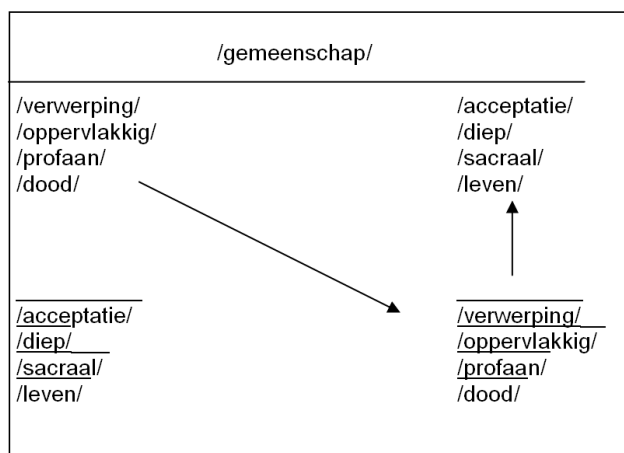 /gemeenschap/
/verwerping/
/oppervlakkig/
/profaan/
/dood/
/acceptatie/
/diep/
/sacraal/
/leven/
/acceptatie/
/diep/
/sacraal/
/leven/
/verwerping/
/oppervlakkig/
/profaan/
/dood/